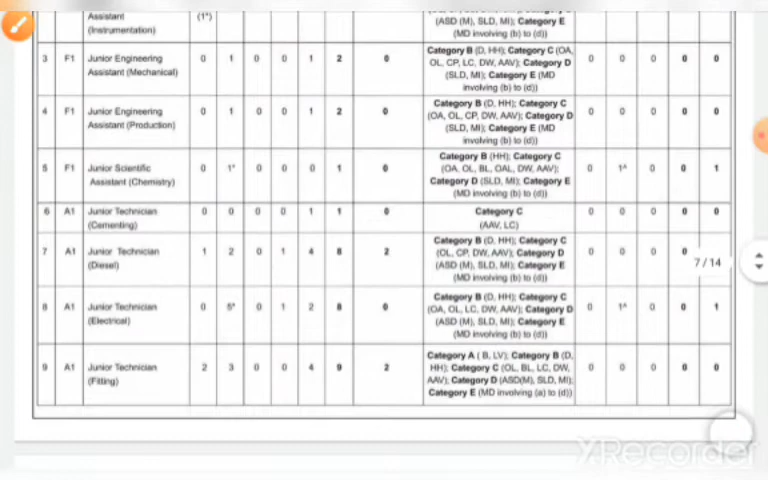 Assistant (1*)
(Instrumentation) (ASD (M), SLD, MI); Category E
(MD involving (b) to (d))
3 F1 Junior Engineering Assistant (Mechanical) 0 1 0 0 1 2 0 Category B (D, HH); Category C (OA, 0 0 0 0 0
OL, CP, LC, DW, AAV); Category D
(SLD, MI); Category E (MD
involving (b) to (d))
4 F1 Junior Engineering Assistant (Production) 0 1 0 0 1 2 0 Category B (D, HH); Category C 0 0 0 0 0
(OA, OL, CP, DW, AAV); Category D
(SLD, MI); Category E (MD
involving (b) to (d))
5 F1 Junior Scientific Assistant (Chemistry) 0 1* 0 0 0 1 0 Category B (HH); Category C 0 1^ 0 0 1
(OA, OL, BL, OAL, DW, AAV);
Category D (SLD, MI); Category E
(MD involving (b) to (d))
6 A1 Junior Technician (Cementing) 0 0 0 0 1 1 0 Category C 0 0 0 0 0
(AAV, LC)
7 A1 Junior Technician (Diesel) 1 2 0 1 4 8 2 Category B (D, HH); Category C 0 0 0 0
(OL, CP, DW, AAV); Category D
(ASD (M), SLD, MI); Category E
(MD involving (b) to (d))
7 / 14
8 A1 Junior Technician (Electrical) 0 5* 0 1 2 8 0 Category B (D, HH); Category C 0 1^ 0 0 1
(OA, OL, LC, DW, AAV); Category D
(ASD (M), SLD, MI); Category E
(MD involving (b) to (d))
9 A1 Junior Technician (Fitting) 2 3 0 0 4 9 2 Category A ( B, LV); Category B (D, 0 0 0 0 0
HH); Category C (OL, BL, LC, DW,
AAV); Category D (ASD(M), SLD, MI);
Category E (MD involving (a) to (d))
XRecorder